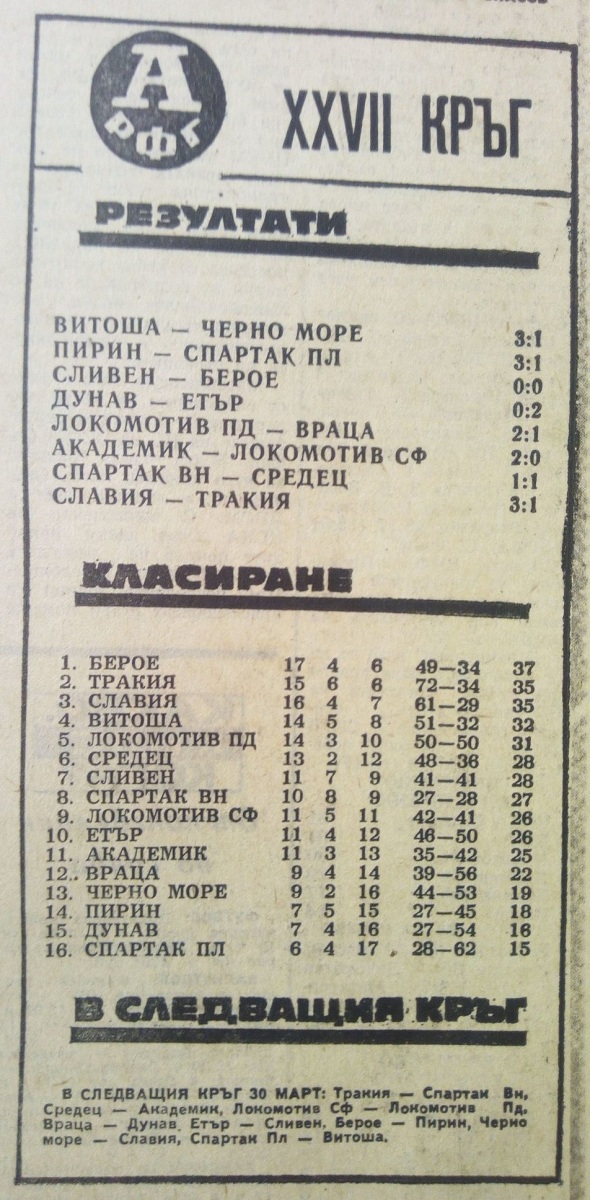 А
РФГ
XXVII КРЪГ
РЕЗУЛТАТИ
ВИТОША — ЧЕРНО МОРЕ 3:1
ПИРИН — СПАРТАК ПЛ 3:1
СЛИВЕН — БЕРОЕ 0:0
ДУНАВ — ЕТЪР 0:2
ЛОКОМОТИВ ПД — ВРАЦА 2:1
АКАДЕМИК — ЛОКОМОТИВ СФ 2:0
СПАРТАК ВН — СРЕДЕЦ 1:1
СЛАВИЯ — ТРАКИЯ 3:1
КЛАСИРАНЕ
1. БЕРОЕ 17 4 6 49—34 37
2. ТРАКИЯ 15 6 6 72—34 35
3. СЛАВИЯ 16 4 7 61—29 35
4. ВИТОША 14 5 8 51—32 32
5. ЛОКОМОТИВ ПД 14 3 10 50—50 31
6. СРЕДЕЦ 13 2 12 48—36 28
7. СЛИВЕН 11 7 9 41—41 28
8. СПАРТАК ВН 10 8 9 27—28 27
9. ЛОКОМОТИВ СФ 11 5 11 42—41 26
10. ЕТЪР 11 4 12 46—50 26
11. АКАДЕМИК 11 3 13 35—42 25
12. ВРАЦА 9 4 14 39—56 22
13. ЧЕРНО МОРЕ 9 2 16 44—53 19
14. ПИРИН 7 5 15 27—45 18
15. ДУНАВ 7 4 16 27—54 16
16. СПАРТАК ПЛ 6 4 17 28—62 15
В СЛЕДВАЩИЯ КРЪГ
В СЛЕДВАЩИЯ КРЪГ 30 МАРТ: Тракия — Спартак Вн,
Средец — Академик, Локомотив Сф — Локомотив Пд,
Враца — Дунав, Етър — Сливен, Берое — Пирин, Черно
море — Славия, Спартак Пл — Витоша.